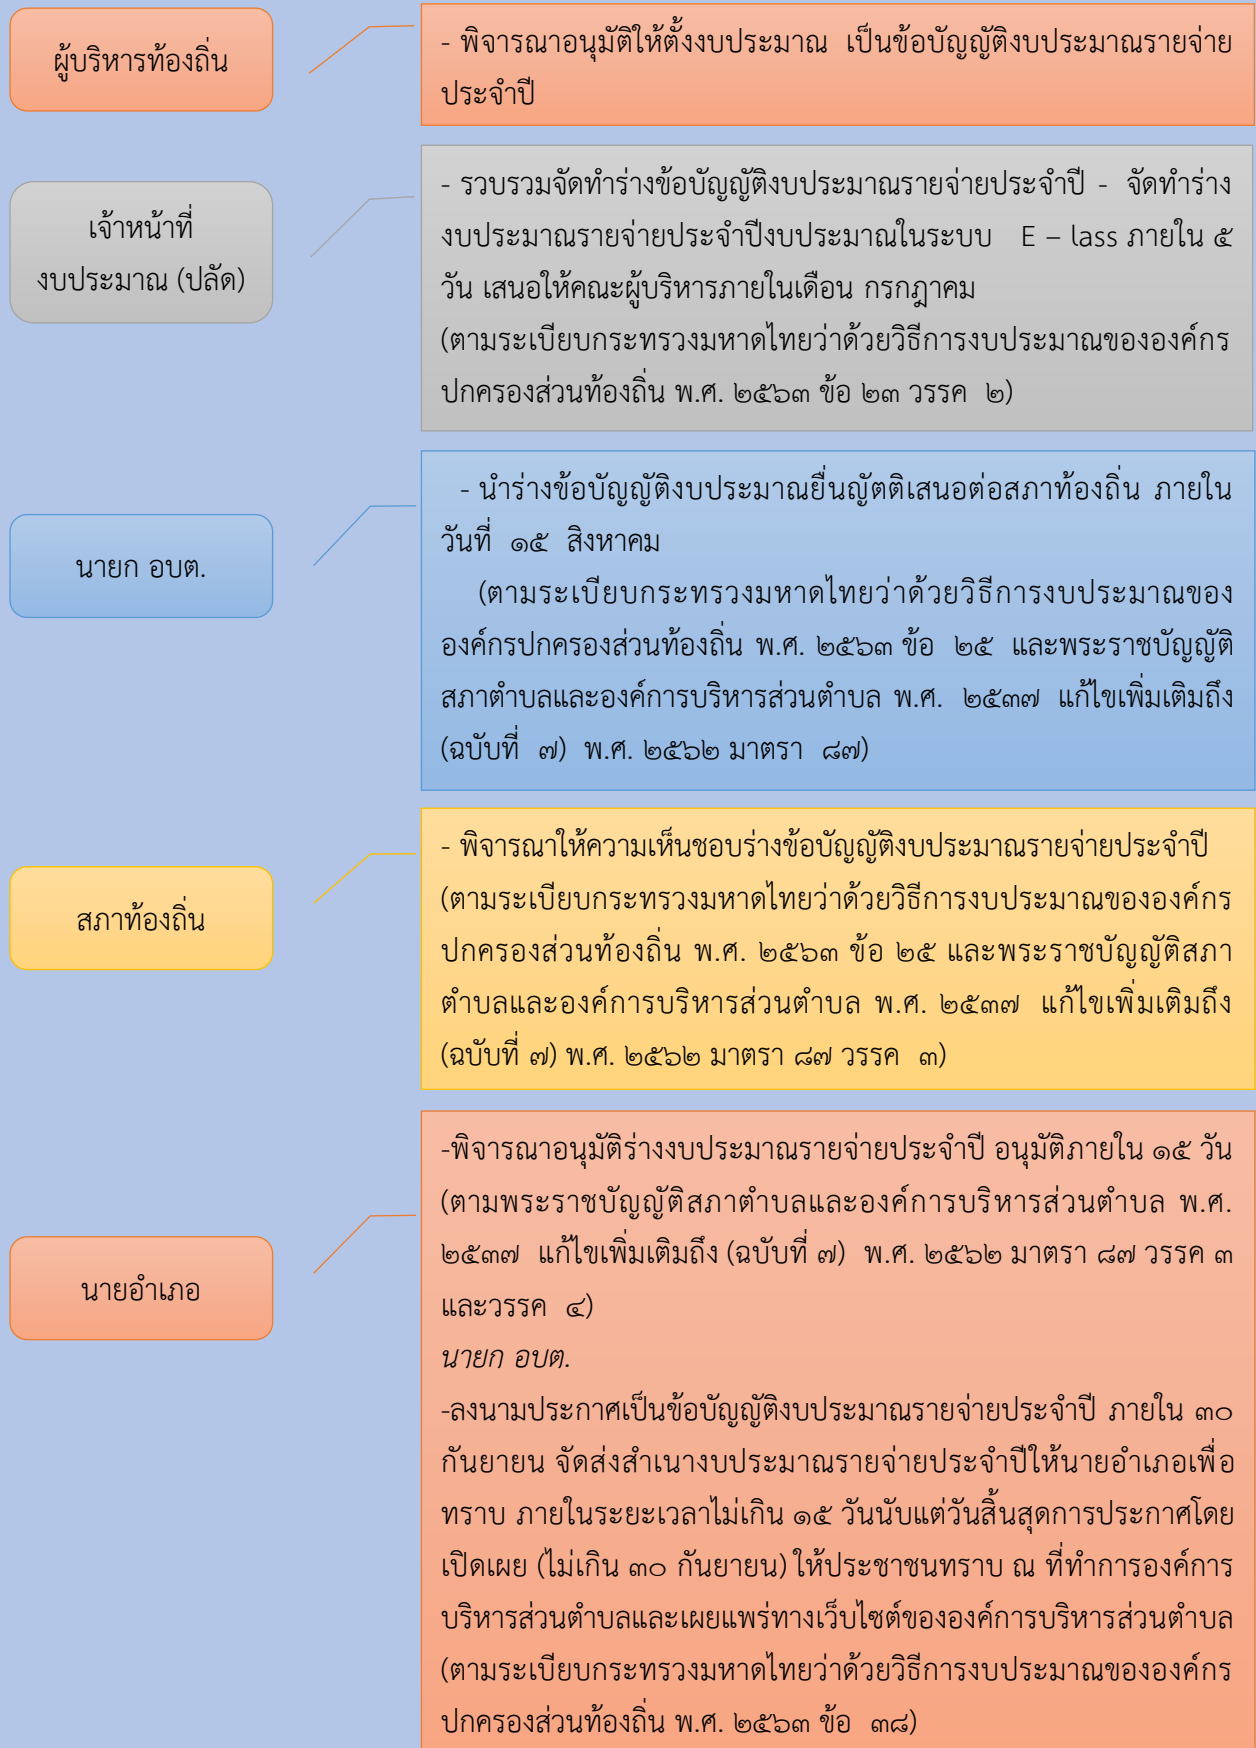 ผู้บริหารท้องถิ่น
- พิจารณาอนุมัติให้ตั้งงบประมาณ เป็นข้อบัญญัติงบประมาณรายจ่าย
ประจำปี
เจ้าหน้าที่
งบประมาณ (ปลัด)
- รวบรวมจัดทำร่างข้อบัญญัติงบประมาณรายจ่ายประจำปี - จัดทำร่าง
งบประมาณรายจ่ายประจำปีงบประมาณในระบบ E – lass ภายใน ๕
วัน เสนอให้คณะผู้บริหารภายในเดือน กรกฎาคม
(ตามระเบียบกระทรวงมหาดไทยว่าด้วยวิธีการงบประมาณขององค์กร
ปกครองส่วนท้องถิ่น พ.ศ. ๒๕๖๓ ข้อ ๒๓ วรรค ๒)
นายก อบต.
- นำร่างข้อบัญญัติงบประมาณยื่นญัตติเสนอต่อสภาท้องถิ่น ภายใน
วันที่ ๑๕ สิงหาคม
(ตามระเบียบกระทรวงมหาดไทยว่าด้วยวิธีการงบประมาณของ
องค์กรปกครองส่วนท้องถิ่น พ.ศ. ๒๕๖๓ ข้อ ๒๕ และพระราชบัญญัติ
สภาตำบลและองค์การบริหารส่วนตำบล พ.ศ. ๒๕๓๗ แก้ไขเพิ่มเติมถึง
(ฉบับที่ ๗) พ.ศ. ๒๕๖๒ มาตรา ๘๗)
สภาท้องถิ่น
- พิจารณาให้ความเห็นชอบร่างข้อบัญญัติงบประมาณรายจ่ายประจำปี
(ตามระเบียบกระทรวงมหาดไทยว่าด้วยวิธีการงบประมาณขององค์กร
ปกครองส่วนท้องถิ่น พ.ศ. ๒๕๖๓ ข้อ ๒๕ และพระราชบัญญัติสภา
ตำบลและองค์การบริหารส่วนตำบล พ.ศ. ๒๕๓๗ แก้ไขเพิ่มเติมถึง
(ฉบับที่ ๗) พ.ศ. ๒๕๖๒ มาตรา ๘๗ วรรค ๓)
นายอำเภอ
-พิจารณาอนุมัติร่างงบประมาณรายจ่ายประจำปี อนุมัติภายใน ๑๕ วัน
(ตามพระราชบัญญัติสภาตำบลและองค์การบริหารส่วนตำบล พ.ศ.
๒๕๓๗ แก้ไขเพิ่มเติมถึง (ฉบับที่ ๗) พ.ศ. ๒๕๖๒ มาตรา ๘๗ วรรค ๓
และวรรค ๔)
นายก อบต.
-ลงนามประกาศเป็นข้อบัญญัติงบประมาณรายจ่ายประจำปี ภายใน ๓๐
กันยายน จัดส่งสำเนางบประมาณรายจ่ายประจำปีให้นายอำเภอเพื่อ
ทราบ ภายในระยะเวลาไม่เกิน ๑๕ วันนับแต่วันสิ้นสุดการประกาศโดย
เปิดเผย (ไม่เกิน ๓๐ กันยายน) ให้ประชาชนทราบ ณ ที่ทำการองค์การ
บริหารส่วนตำบลและเผยแพร่ทางเว็บไซต์ขององค์การบริหารส่วนตำบล
(ตามระเบียบกระทรวงมหาดไทยว่าด้วยวิธีการงบประมาณขององค์กร
ปกครองส่วนท้องถิ่น พ.ศ. ๒๕๖๓ ข้อ ๓๘)